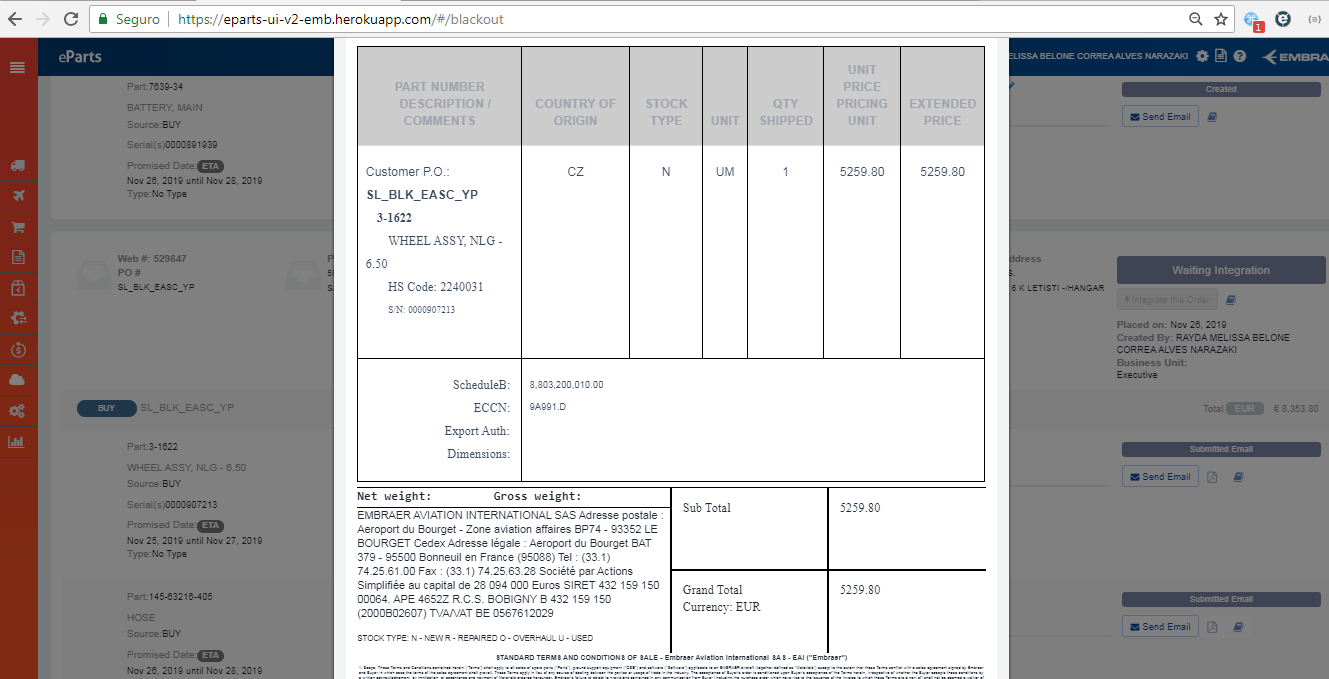 Seguro
https://eparts-ui-v2-emb.herokuapp.com/#/blackout
1
eParts
ELISSA BELONE CORREA ALVES NARAZAKI
EMBRA
Part:7639-34
BATTERY, MAIN
Source:BUY
Serial(s)0000891939
Promised Date: ETA
Nov 26, 2019 until Nov 28, 2019
Type:No Type
Created
Send Email
Web #: 529647
PO #
SL_BLK_EASC_YP
ddress
S.
6 K LETISTI -/HANGAR
Waiting Integration
Integrate this Order
Placed on: Nov 26, 2019
Created By: RAYDA MELISSA BELONE
CORREA ALVES NARAZAKI
Business Unit:
Executive
BUY SL_BLK_EASC_YP
Total EUR € 8,353.80
Part:3-1622
WHEEL ASSY, NLG - 6.50
Source:BUY
Serial(s)0000907213
Promised Date: ETA
Nov 25, 2019 until Nov 27, 2019
Type:No Type
Submitted Email
Send Email
Part:145-63216-405
HOSE
Source:BUY
Promised Date: ETA
Nov 26, 2019 until Nov 28, 2019
Submitted Email
Send Email
PART NUMBER
DESCRIPTION /
COMMENTS
COUNTRY OF
ORIGIN
STOCK
TYPE
UNIT
QTY
SHIPPED
UNIT
PRICE
PRICING
UNIT
EXTENDED
PRICE
Customer P.O.:
SL_BLK_EASC_YP
3-1622
WHEEL ASSY, NLG -
6.50
HS Code: 2240031
S/N: 0000907213
CZ
N
UM
1
5259.80
5259.80
ScheduleB: 8,803,200,010.00
ECCN: 9A991.D
Export Auth:
Dimensions:
Net weight: Gross weight:
EMBRAER AVIATION INTERNATIONAL SAS Adresse postale :
Aeroport du Bourget - Zone aviation affaires BP74 - 93352 LE
BOURGET Cedex Adresse légale : Aeroport du Bourget BAT
379 - 95500 Bonneuil en France (95088) Tel : (33.1)
74.25.61.00 Fax : (33.1) 74.25.63.28 Société par Actions
Simplifiée au capital de 28 094 000 Euros SIRET 432 159 150
00064. APE 4652Z R.C.S. BOBIGNY B 432 159 150
(2000B02607) TVA/VAT BE 0567612029
STOCK TYPE: N - NEW R - REPAIRED O - OVERHAUL U - USED
Sub Total 5259.80
Grand Total 5259.80
Currency: EUR
STANDARD TERMS AND CONDITIONS OF SALE - Embraer Aviation International SAS - EAI ("Embraer")